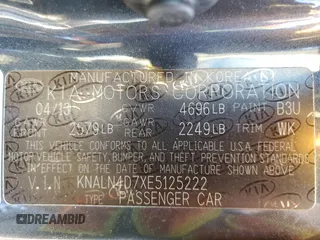 MANUFACTURED IN KOREA
KIA MOTORS CORPORATION
04/13 GVWR 4696LB PAINT B3U
GAWR FRONT 2579LB GAWR REAR 2249LB TRIM WK
THIS VEHICLE CONFORMS TO ALL APPLICABLE
FEDERAL MOTOR VEHICLE SAFETY, BUMPER,
AND THEFT PREVENTION STANDARDS IN EFFECT
ON THE DATE OF MANUFACTURE SHOWN ABOVE.
V.I.N KNALN4D7XE5125222
TYPE PASSENGER CAR